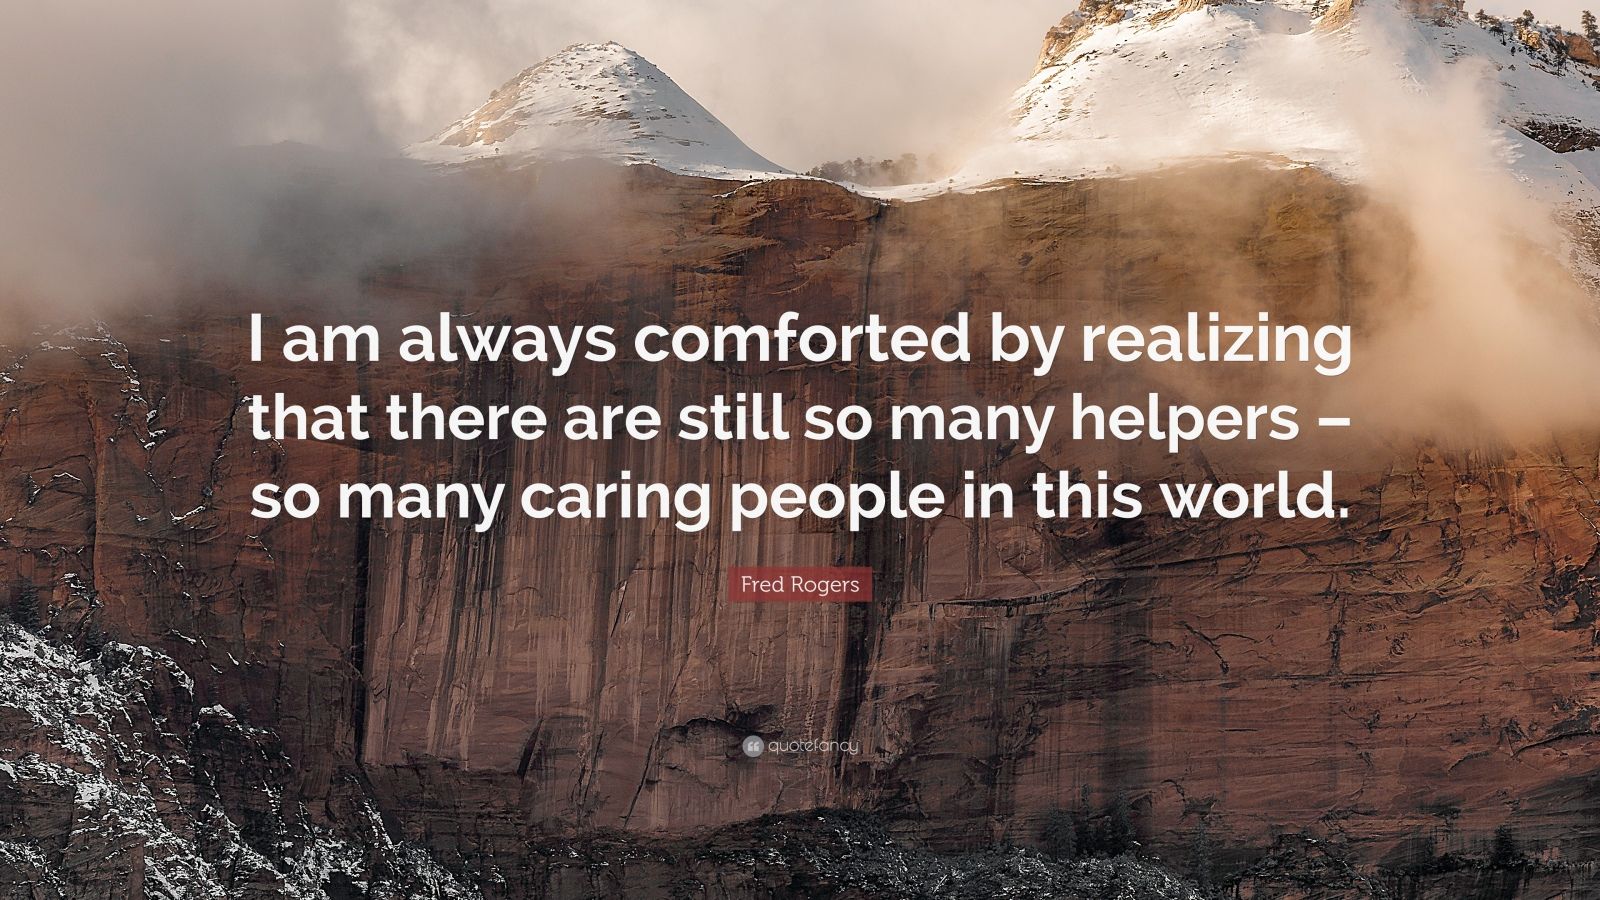 I am always comforted by realizing
that there are still so many helpers –
so many caring people in this world.
Fred Rogers
quotefancy